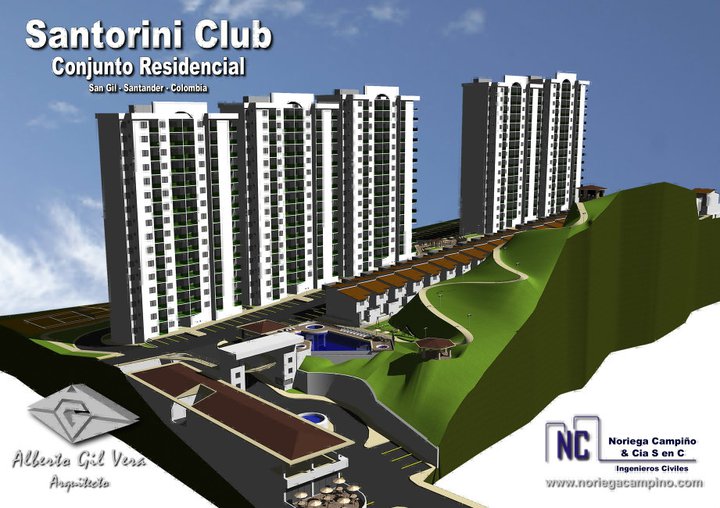 Santorini Club
Conjunto Residencial
San Gil - Santander - Colombia
Alberto Gil Vera
Arquitecto
NC
Noriega Campiño
& Cia S en C
Ingenieros Civiles
www.noriegacampino.com